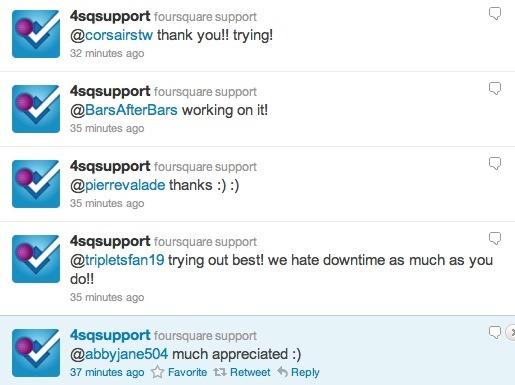 4sqsupport foursquare support
@corsairstw thank you!! trying!
32 minutes ago
4sqsupport foursquare support
@BarsAfterBars working on it!
35 minutes ago
4sqsupport foursquare support
@pierrevalade thanks :) :)
35 minutes ago
4sqsupport foursquare support
@tripletsfan19 trying out best! we hate downtime as much as you
do!!
35 minutes ago
4sqsupport foursquare support
@abbyjane504 much appreciated :)
37 minutes ago Favorite Retweet Reply